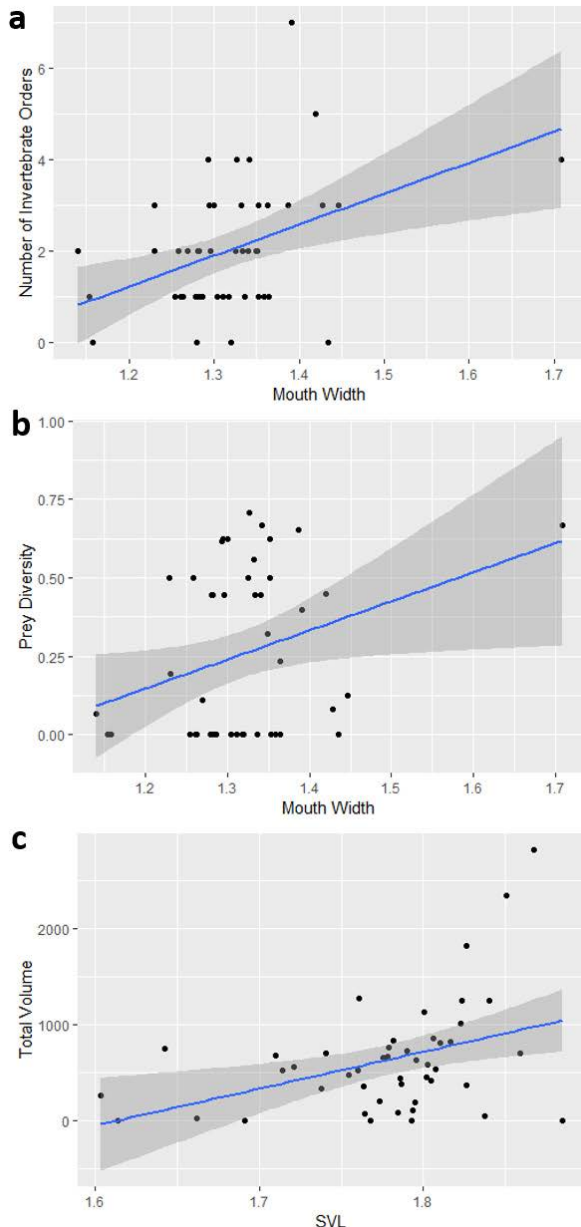 a
Number of Invertebrate Orders
6
4
2
0
1.2 1.3 1.4 1.5 1.6 1.7
Mouth Width
b
Prey Diversity
1.00
0.75
0.50
0.25
0.00
1.2 1.3 1.4 1.5 1.6 1.7
Mouth Width
c
Total Volume
2000
1000
0
1.6 1.7 1.8
SVL